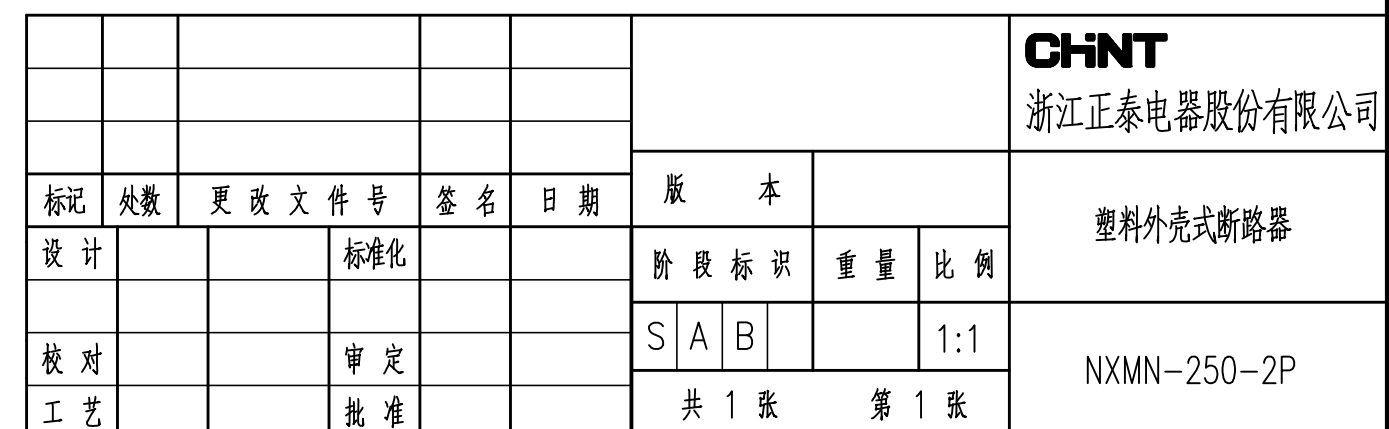 CHiNT
浙江正泰电器股份有限公司
标记 处数 更改文件号 签名 日期
版本
塑料外壳式断路器
设计 标准化
阶段标识 重量 比例
S A B 1:1
校对 审定
NXMN-250-2P
工艺 批准
共 1 张 第 1 张